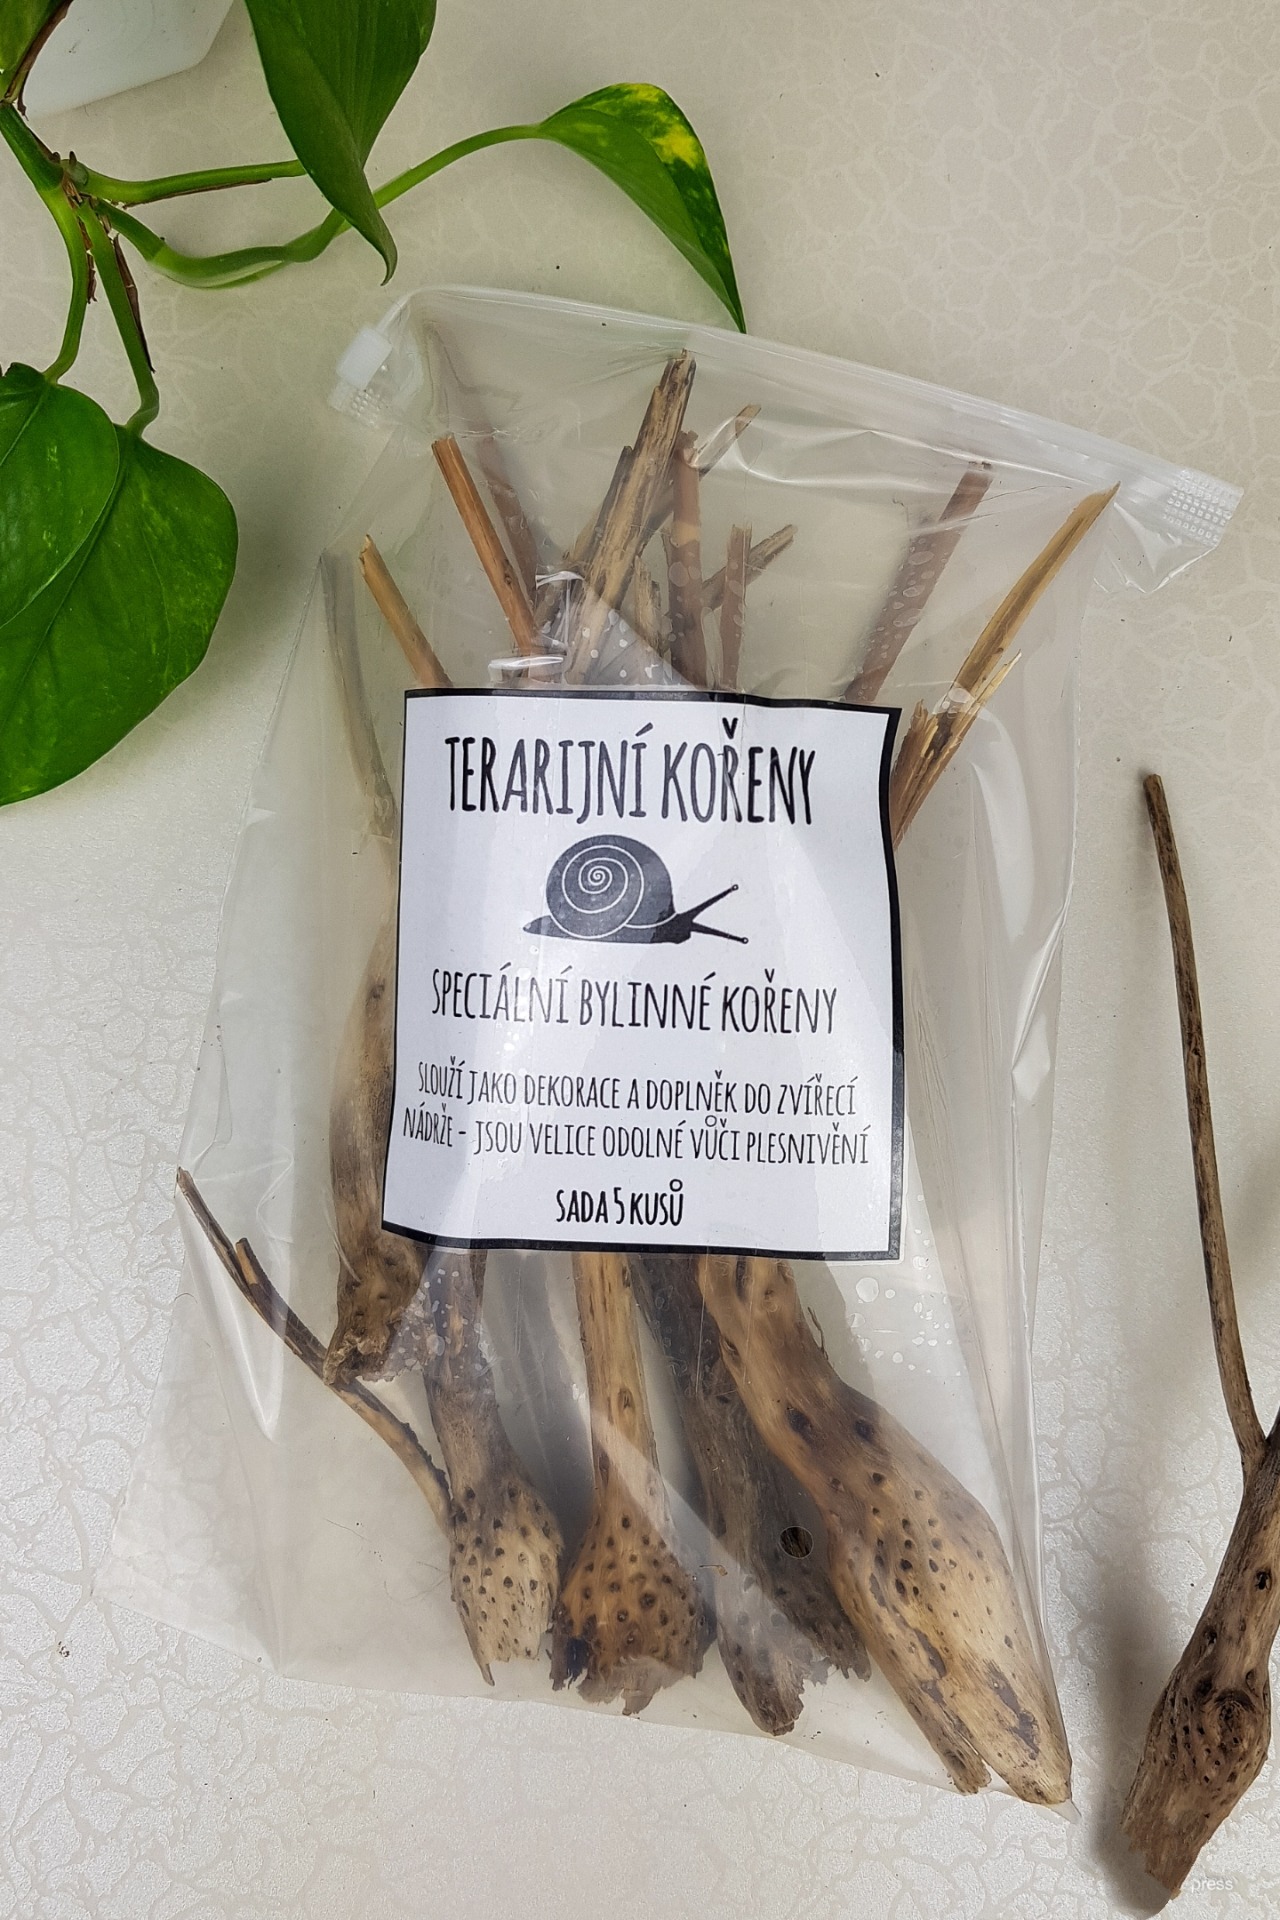 TERARIJNÍ KOŘENY
SPECIÁLNÍ BYLINNÉ KOŘENY
SLOUŽÍ JAKO DEKORACE A DOPLNĚK DO ZVÍŘECÍ
NÁDRŽE - JSOU VELICE ODOLNÉ VŮČI PLESNIVĚNÍ
SADA 5 KUSŮ
press